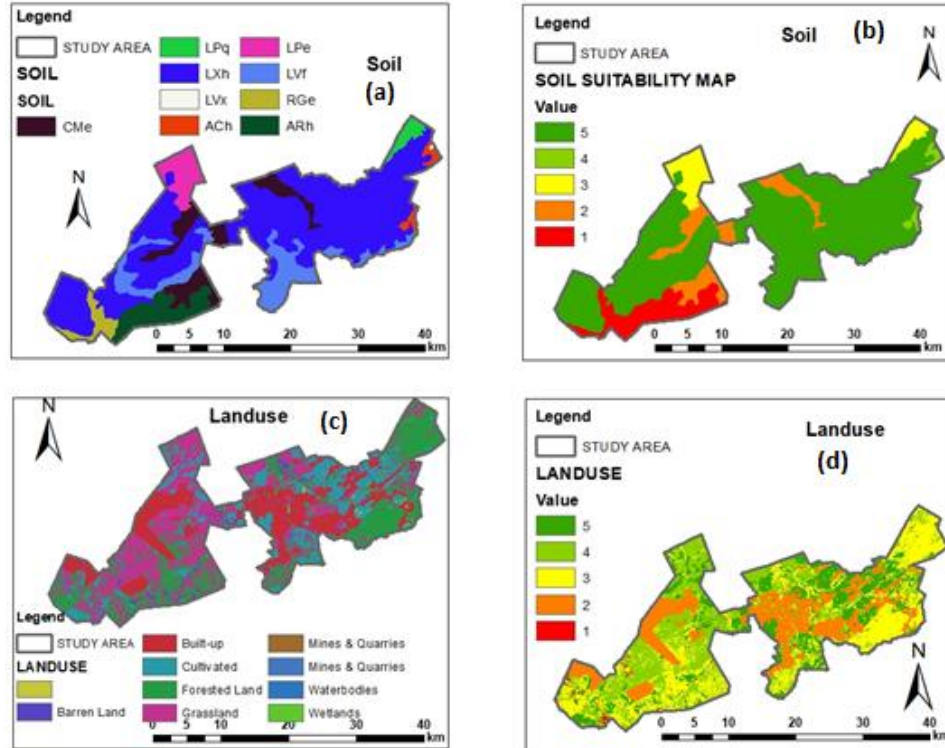 Legend
STUDY AREA
SOIL
SOIL
CMe
LPq
LXh
LVx
ACh
LPe
LVf
RGe
ARh
Soil
(a)
N
0 5 10 20 30 40
km
Legend
STUDY AREA
SOIL SUITABILITY MAP
Value
5
4
3
2
1
Soil
(b)
N
0 5 10 20 30 40
km
N
Landuse
(c)
Legend
STUDY AREA
LANDUSE
Barren Land
Built-up
Cultivated
Forested Land
Grassland
Mines & Quarries
Mines & Quarries
Waterbodies
Wetlands
0 5 10 20 30 40
km
Legend
STUDY AREA
LANDUSE
Value
5
4
3
2
1
Landuse
(d)
N
0 5 10 20 30 40
km